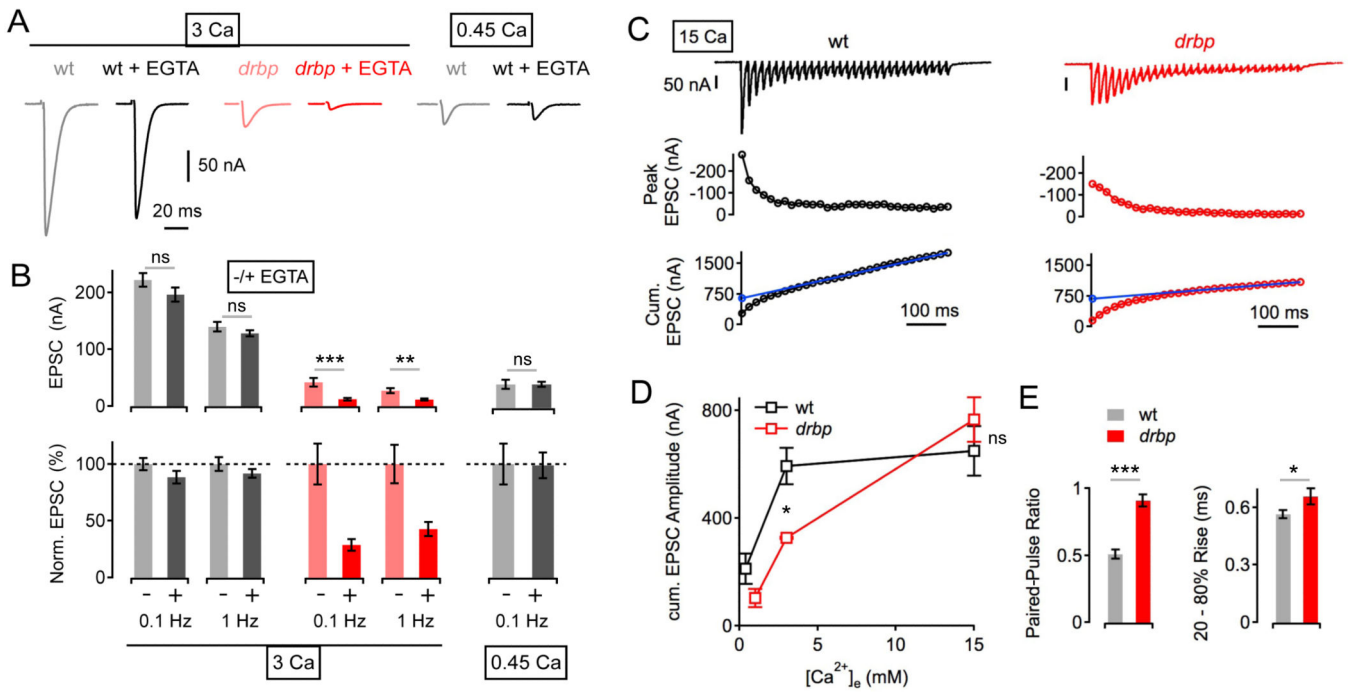 A
3 Ca
0.45 Ca
wt
wt + EGTA
drbp
drbp + EGTA
wt
wt + EGTA
50 nA
20 ms
B
-/+ EGTA
EPSC (nA)
200
100
0
ns
ns
***
**
ns
Norm. EPSC (%)
100
50
0
- +
- +
- +
- +
- +
0.1 Hz
1 Hz
0.1 Hz
1 Hz
0.1 Hz
3 Ca
0.45 Ca
C
15 Ca
wt
drbp
50 nA
Peak
EPSC (nA)
-200
-100
0
-200
-100
0
Cum.
EPSC (nA)
1500
750
0
1500
750
0
100 ms
100 ms
D
wt
drbp
cum. EPSC Amplitude (nA)
800
400
0
*
ns
0
5
10
15
[Ca2+]e (mM)
E
wt
drbp
Paired-Pulse Ratio
1
0.5
0
***
20 - 80% Rise (ms)
0.6
0.3
0
*